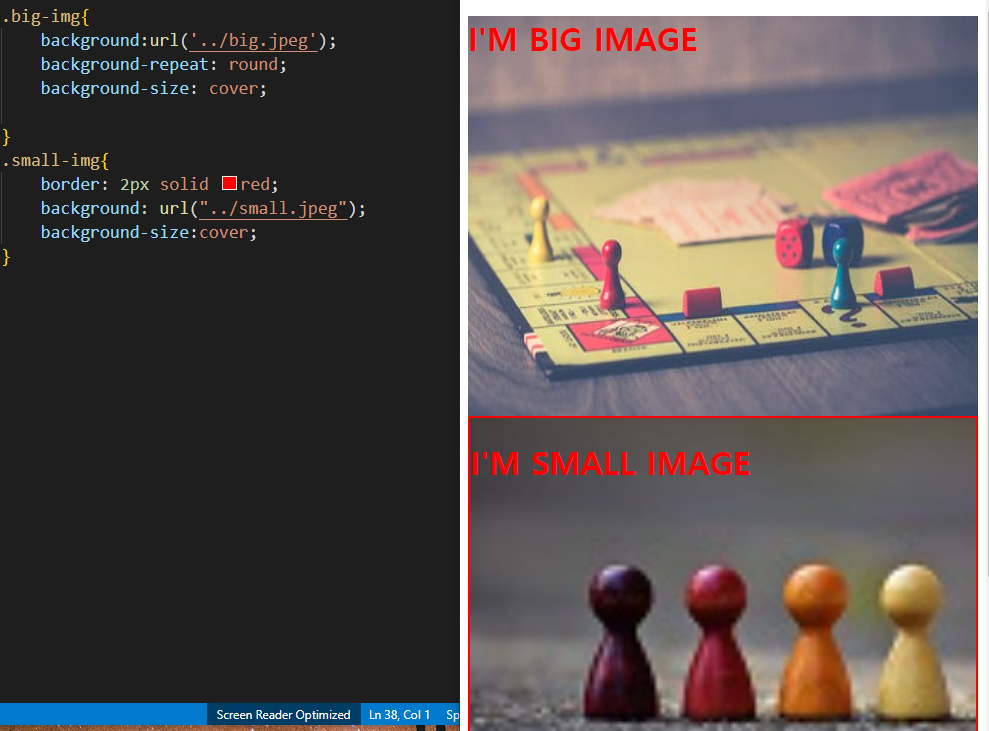 .big-img{
background:url('../big.jpeg');
background-repeat: round;
background-size: cover;
}
.small-img{
border: 2px solid red;
background: url("../small.jpeg");
background-size:cover;
}
Screen Reader Optimized Ln 38, Col 1 Sp
I'M BIG IMAGE
I'M SMALL IMAGE